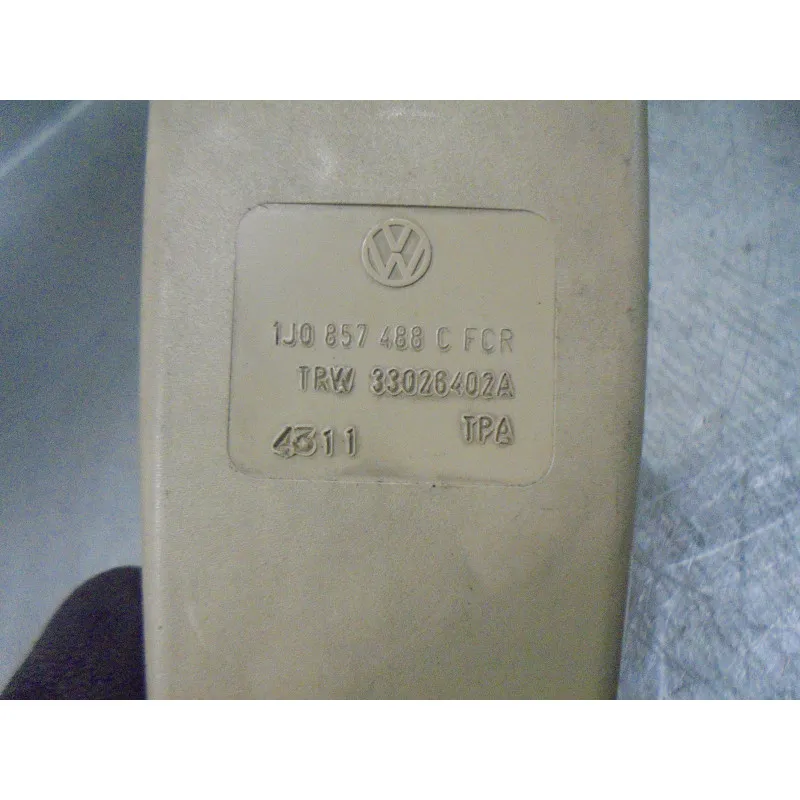 1J0 857 488 C FCR
TRW 33026402A
4311 TPA